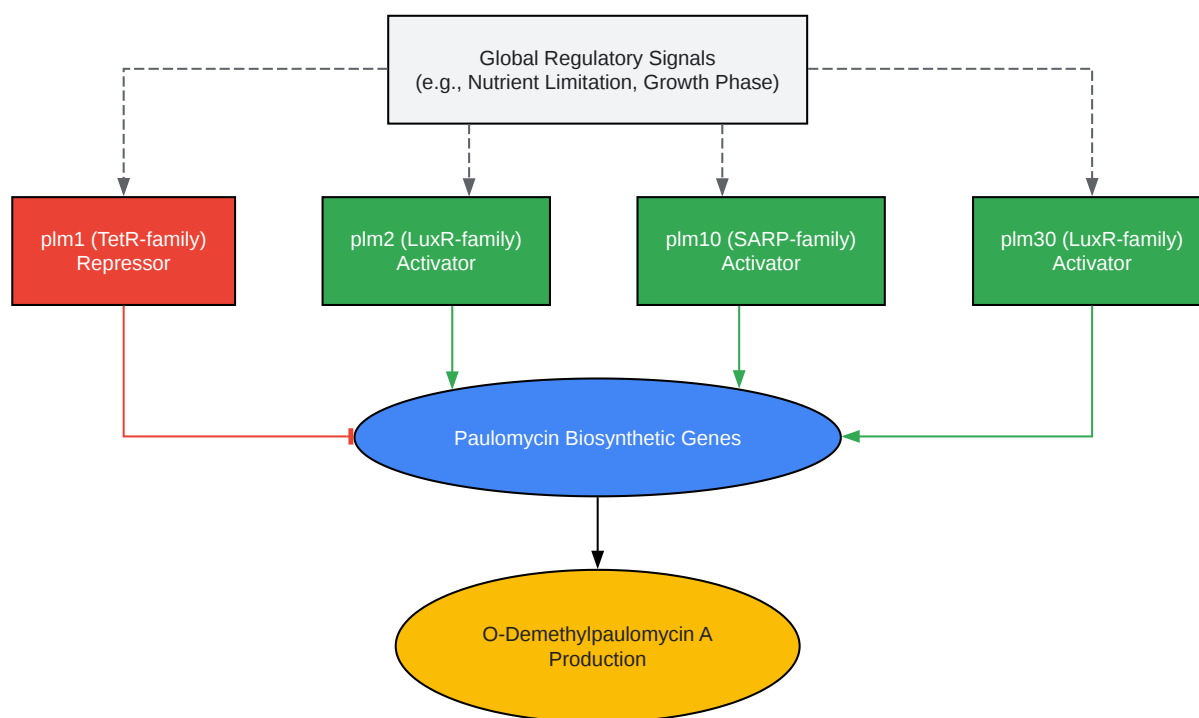 Global Regulatory Signals
(e.g., Nutrient Limitation, Growth Phase)
plm1 (TetR-family)
Repressor
plm2 (LuxR-family)
Activator
plm10 (SARP-family)
Activator
plm30 (LuxR-family)
Activator
Paulomycin Biosynthetic Genes
O-Demethylpaulomycin A
Production